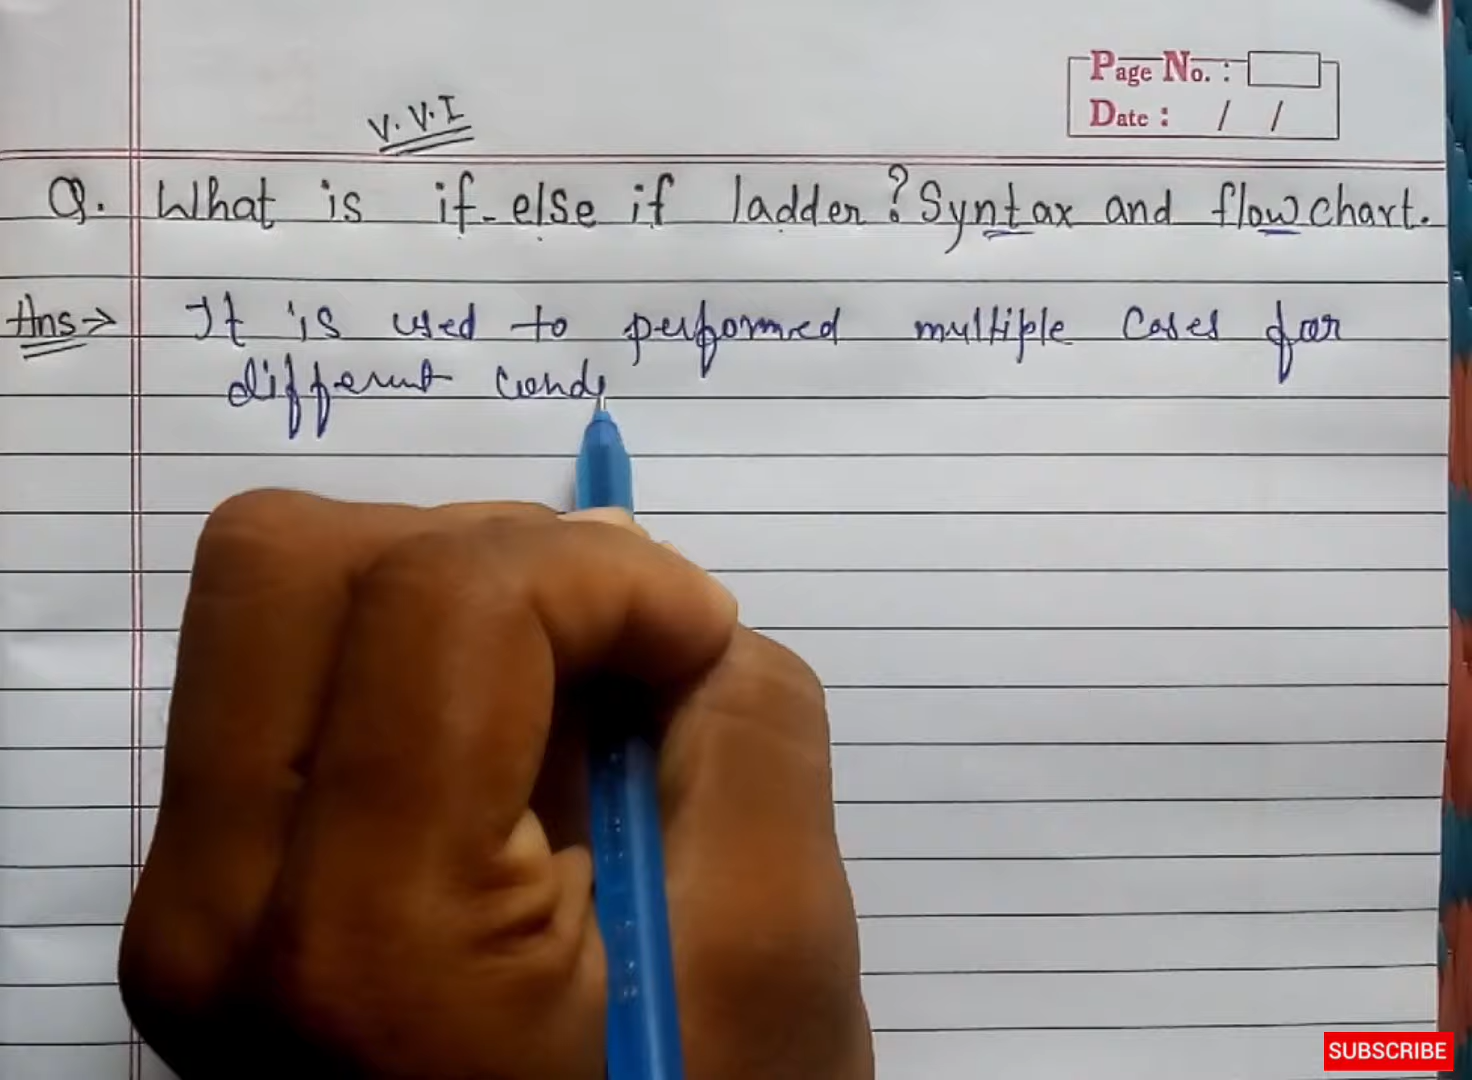 Page No. :
Date : / /
V.V.I
Q. What is if-else if ladder? Syntax and flowchart.
Ans→ It is used to performed multiple cases for
different condi
SUBSCRIBE